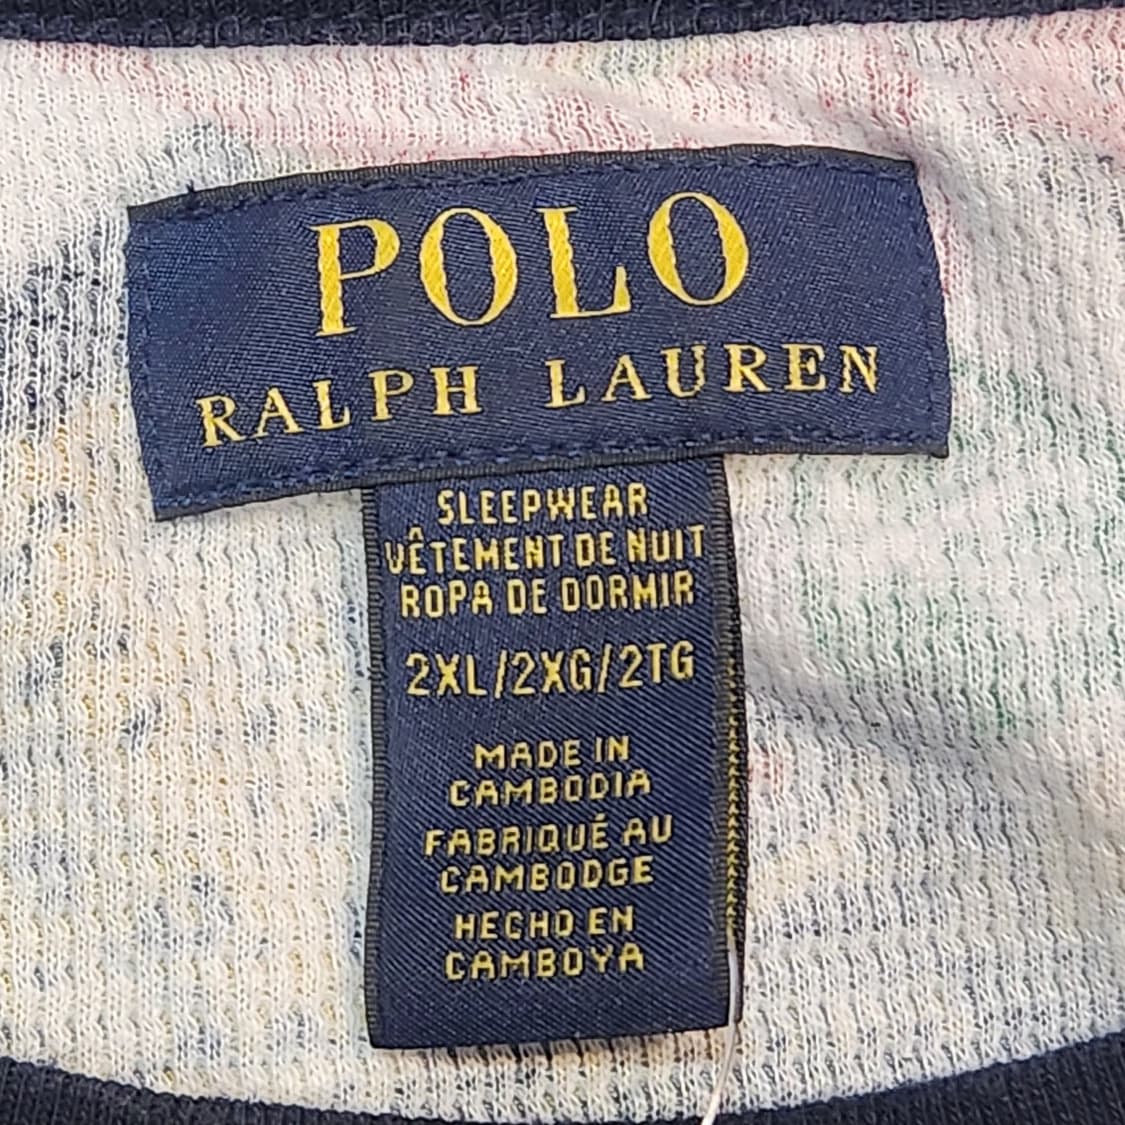 POLO
RALPH LAUREN
SLEEPWEAR
VÊTEMENT DE NUIT
ROPA DE DORMIR
2XL/2XG/2TG
MADE IN
CAMBODIA
FABRIQUÉ AU
CAMBODGE
HECHO EN
CAMBOYA